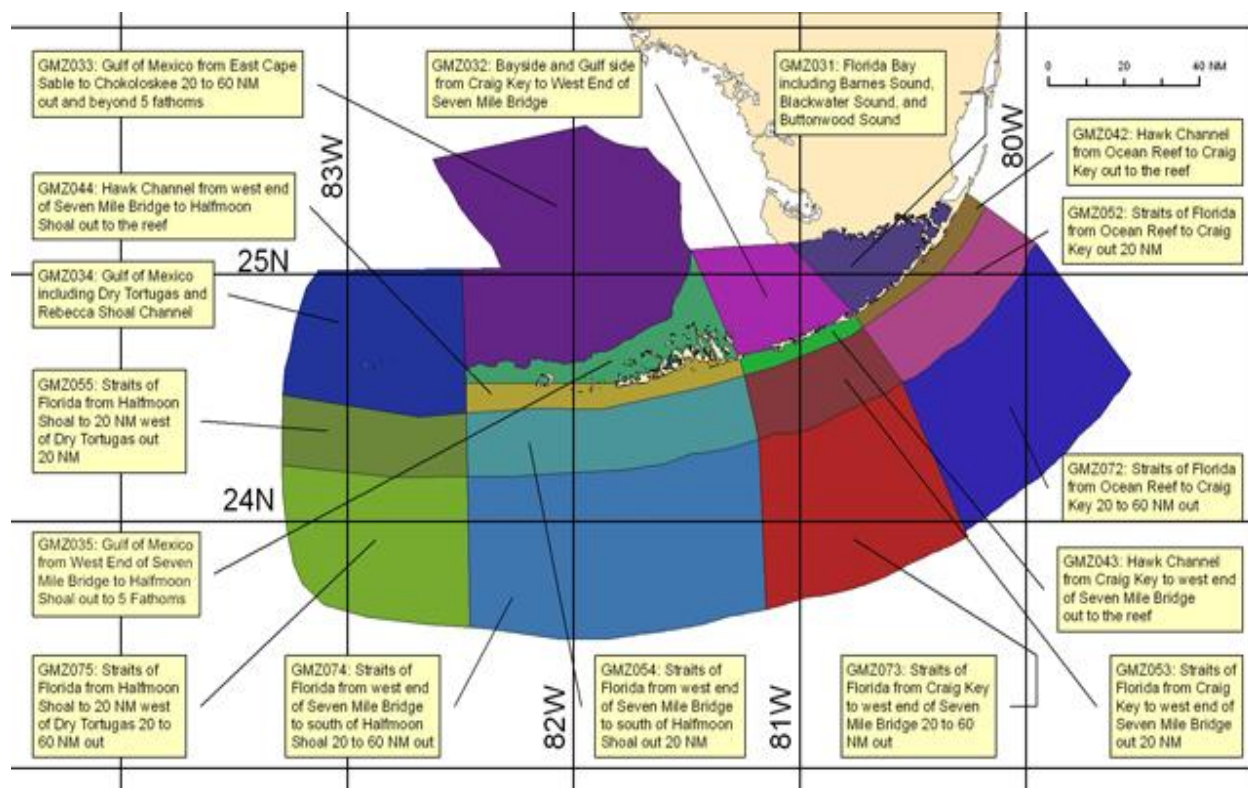 GMZ033: Gulf of Mexico from East Cape
Sable to Chokoloskee 20 to 60 NM
out and beyond 5 fathoms
GMZ032: Bayside and Gulf side
from Craig Key to West End of
Seven Mile Bridge
GMZ031: Florida Bay
including Barnes Sound,
Blackwater Sound, and
Buttonwood Sound
0 20 40 NM
83W
80W
GMZ042: Hawk Channel
from Ocean Reef to Craig
Key out to the reef
GMZ044: Hawk Channel from west end
of Seven Mile Bridge to Halfmoon
Shoal out to the reef
GMZ052: Straits of Florida
from Ocean Reef to Craig
Key out 20 NM
25N
GMZ034: Gulf of Mexico
including Dry Tortugas and
Rebecca Shoal Channel
GMZ055: Straits of
Florida from Halfmoon
Shoal to 20 NM west
of Dry Tortugas out
20 NM
24N
GMZ072: Straits of Florida
from Ocean Reef to Craig
Key 20 to 60 NM out
GMZ035: Gulf of Mexico
from West End of Seven
Mile Bridge to Halfmoon
Shoal out to 5 Fathoms
GMZ043: Hawk Channel
from Craig Key to west end
of Seven Mile Bridge
out to the reef
GMZ075: Straits of
Florida from Halfmoon
Shoal to 20 NM west
of Dry Tortugas 20 to
60 NM out
GMZ074: Straits of
Florida from west end
of Seven Mile Bridge
to south of Halfmoon
Shoal 20 to 60 NM out
82W
GMZ054: Straits of
Florida from west end
of Seven Mile Bridge
to south of Halfmoon
Shoal out 20 NM
81W
GMZ073: Straits of
Florida from Craig Key
to west end of Seven
Mile Bridge 20 to 60
NM out
GMZ053: Straits of
Florida from Craig
Key to west end of
Seven Mile Bridge
out 20 NM